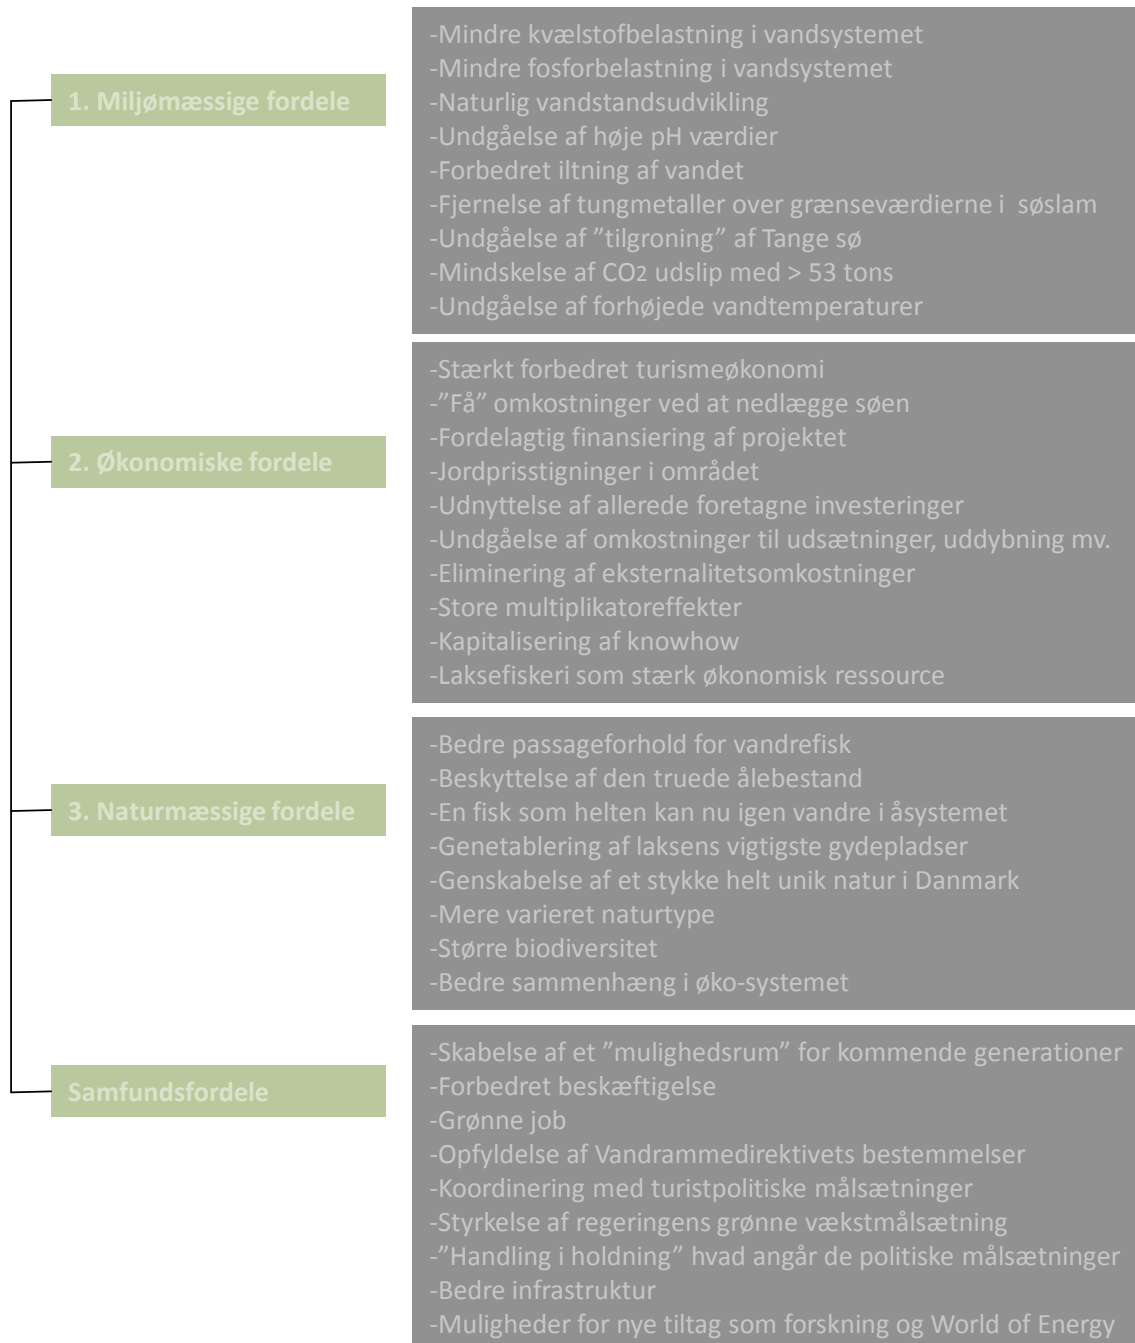 1. Miljømæssige fordele
-Mindre kvælstofbelastning i vandsystemet
-Mindre fosforbelastning i vandsystemet
-Naturlig vandstandsudvikling
-Undgåelse af høje pH værdier
-Forbedret iltning af vandet
-Fjernelse af tungmetaller over grænseværdierne i  søslam
-Undgåelse af ”tilgroning” af Tange sø
-Mindskelse af CO2 udslip med > 53 tons
-Undgåelse af forhøjede vandtemperaturer
2. Økonomiske fordele
-Stærkt forbedret turismeøkonomi
-”Få” omkostninger ved at nedlægge søen
-Fordelagtig finansiering af projektet
-Jordprisstigninger i området
-Udnyttelse af allerede foretagne investeringer
-Undgåelse af omkostninger til udsætninger, uddybning mv.
-Eliminering af eksternalitetsomkostninger
-Store multiplikatoreffekter
-Kapitalisering af knowhow
-Laksefiskeri som stærk økonomisk ressource
3. Naturmæssige fordele
-Bedre passageforhold for vandrefisk
-Beskyttelse af den truede ålebestand
-En fisk som helten kan nu igen vandre i åsystemet
-Genetablering af laksens vigtigste gydepladser
-Genskabelse af et stykke helt unik natur i Danmark
-Mere varieret naturtype
-Større biodiversitet
-Bedre sammenhæng i øko-systemet
Samfundsfordele
-Skabelse af et ”mulighedsrum” for kommende generationer
-Forbedret beskæftigelse
-Grønne job
-Opfyldelse af Vandrammedirektivets bestemmelser
-Koordinering med turistpolitiske målsætninger
-Styrkelse af regeringens grønne vækstmålsætning
-”Handling i holdning” hvad angår de politiske målsætninger
-Bedre infrastruktur
-Muligheder for nye tiltag som forskning og World of Energy